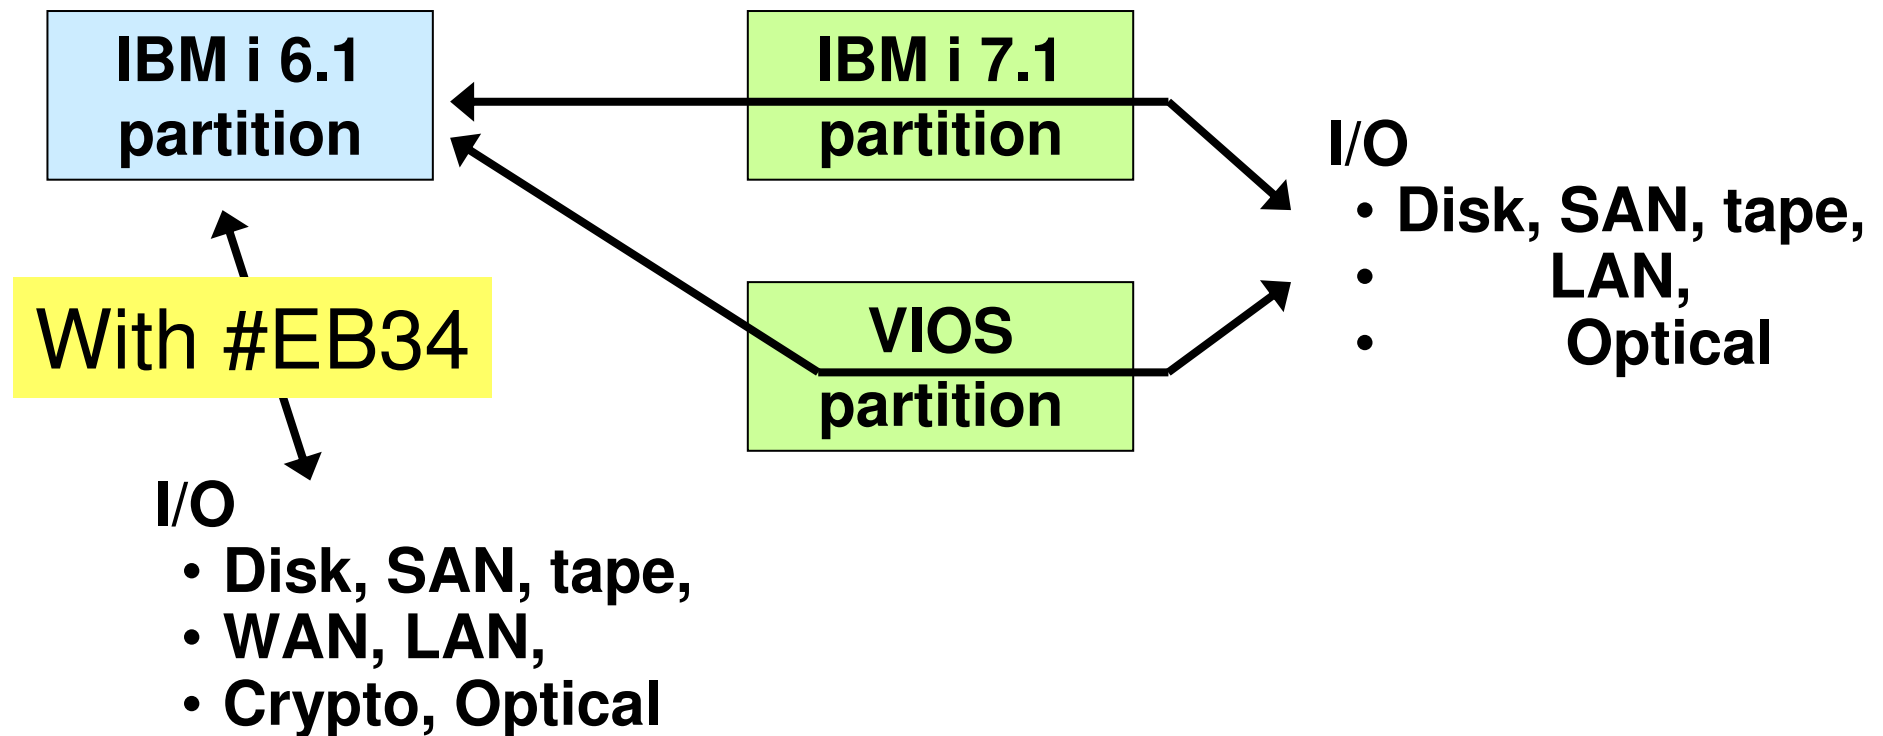 IBM i 6.1
partition
IBM i 7.1
partition
I/O
• Disk, SAN, tape,
• LAN,
• Optical
With #EB34
VIOS
partition
I/O
• Disk, SAN, tape,
• WAN, LAN,
• Crypto, Optical